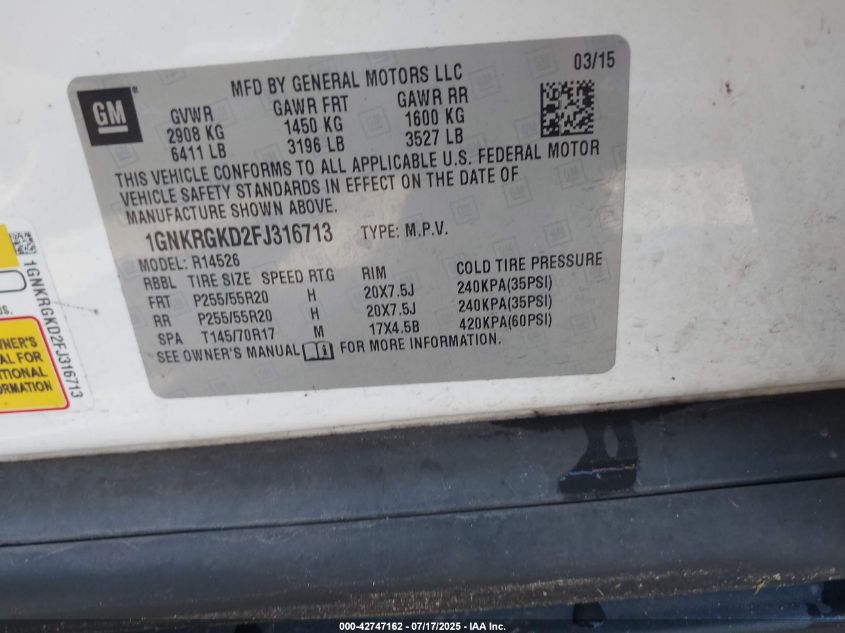 MFD BY GENERAL MOTORS LLC 03/15
GM
®
GVWR GAWR FRT GAWR RR
2908 KG 1450 KG 1600 KG
6411 LB 3196 LB 3527 LB
THIS VEHICLE CONFORMS TO ALL APPLICABLE U.S. FEDERAL MOTOR
VEHICLE SAFETY STANDARDS IN EFFECT ON THE DATE OF
MANUFACTURE SHOWN ABOVE.
1GNKRGKD2FJ316713 TYPE: M.P.V.
MODEL: R14526
RBBL TIRE SIZE SPEED RTG RIM COLD TIRE PRESSURE
FRT P255/55R20 H 20X7.5J 240KPA(35PSI)
RR P255/55R20 H 20X7.5J 240KPA(35PSI)
SPA T145/70R17 M 17X4.5B 420KPA(60PSI)
SEE OWNER'S MANUAL FOR MORE INFORMATION.
1GNKRGKD2FJ316713
OWNER'S
FOR
000-42747162 - 07/17/2025 - IAA Inc.